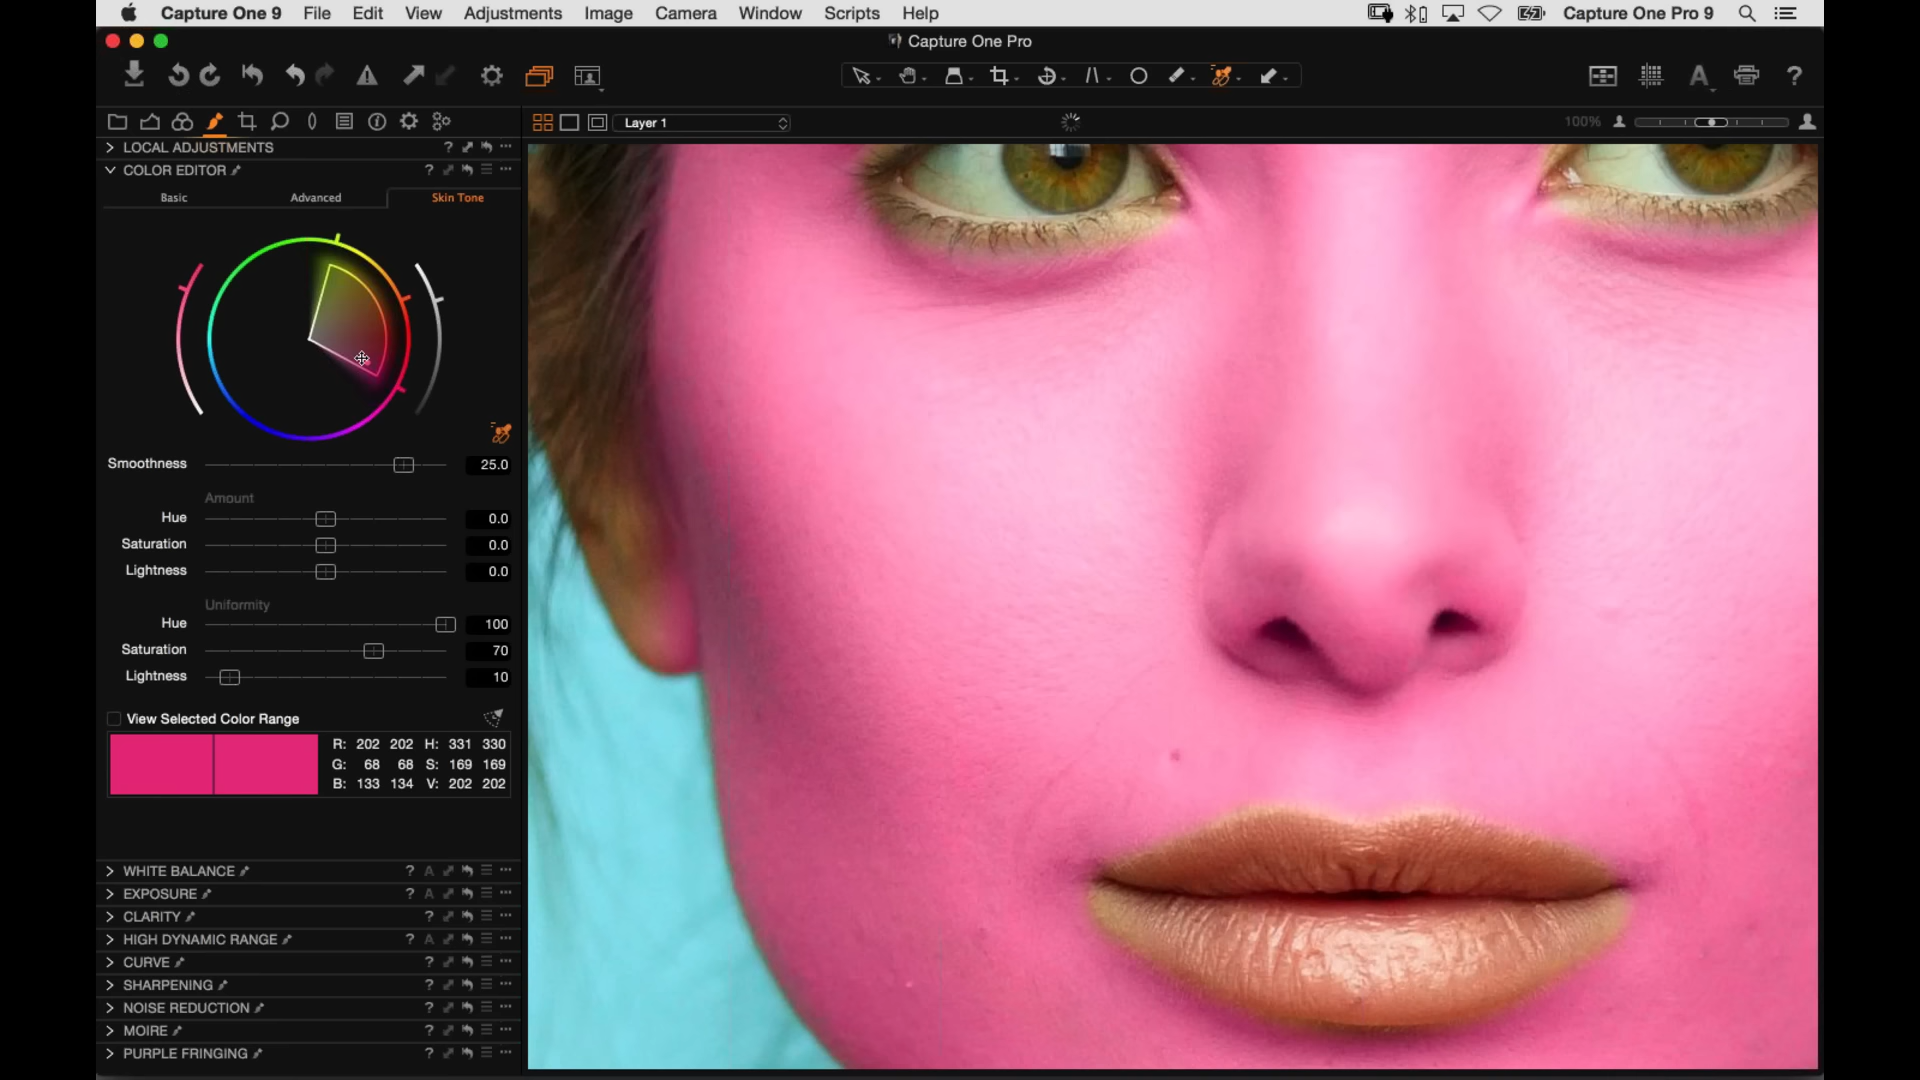 Capture One 9 File Edit View Adjustments Image Camera Window Scripts Help Capture One Pro 9
Capture One Pro
A ?
Layer 1 100%
LOCAL ADJUSTMENTS ?
COLOR EDITOR ?
Basic Advanced Skin Tone
Smoothness 25.0
Amount
Hue 0.0
Saturation 0.0
Lightness 0.0
Uniformity
Hue 100
Saturation 70
Lightness 10
View Selected Color Range
R: 202 202 H: 331 330
G: 68 68 S: 169 169
B: 133 134 V: 202 202
WHITE BALANCE ? A
EXPOSURE ? A
CLARITY ?
HIGH DYNAMIC RANGE ? A
CURVE ?
SHARPENING ?
NOISE REDUCTION ?
MOIRE ?
PURPLE FRINGING ?